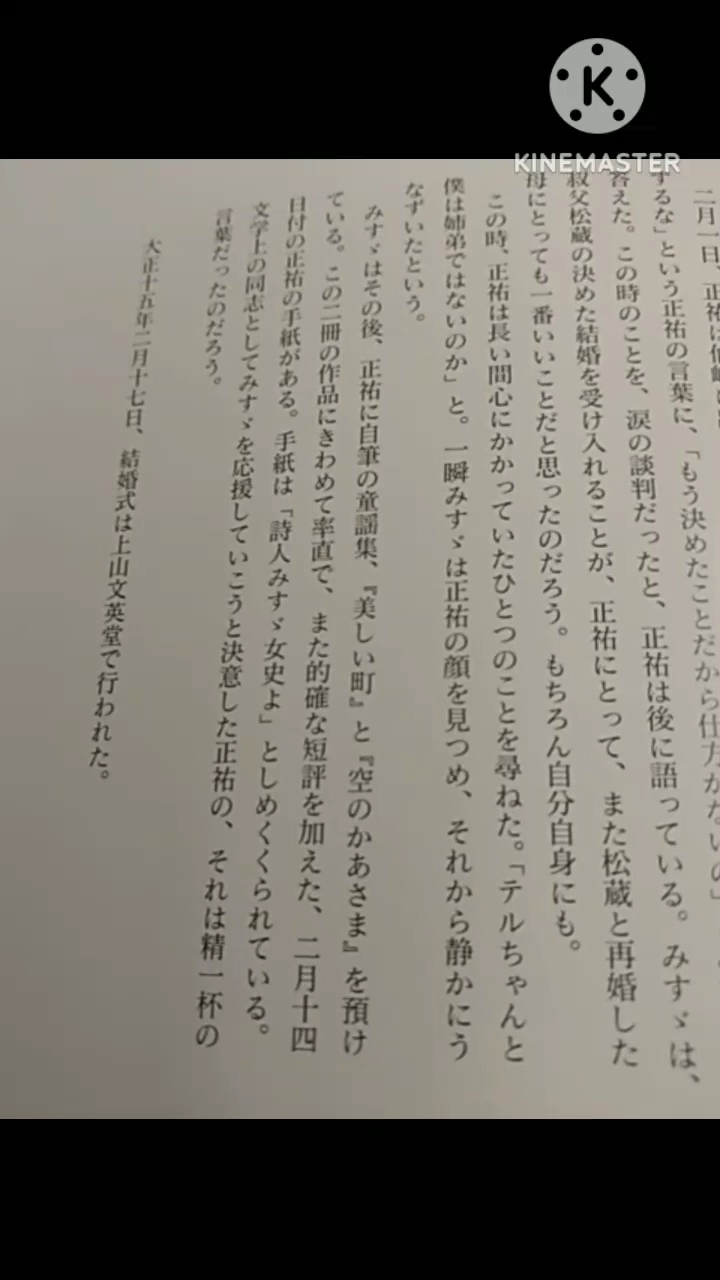 K
KINEMASTER
二月一日、正祐は
するな」という正祐の言葉に、「もう決めたことだから仕方がないの」
答えた。この時のことを、涙の談判だったと、正祐は後に語っている。みすゞは、
叔父松蔵の決めた結婚を受け入れることが、正祐にとって、また松蔵と再婚した
母にとっても一番いいことだと思ったのだろう。もちろん自分自身にも。
この時、正祐は長い間心にかかっていたひとつのことを尋ねた。「テルちゃんと
僕は姉弟ではないのか」と。一瞬みすゞは正祐の顔を見つめ、それから静かにう
なずいたという。
みすゞはその後、正祐に自筆の童謡集、『美しい町』と『空のかあさま』を預け
ている。この二冊の作品にきわめて率直で、また的確な短評を加えた、二月十四
日付の正祐の手紙がある。手紙は「詩人みすゞ女史よ」としめくくられている。
文学上の同志としてみすゞを応援していこうと決意した正祐の、それは精一杯の
言葉だったのだろう。
大正十五年二月十七日、結婚式は上山文英堂で行われた。